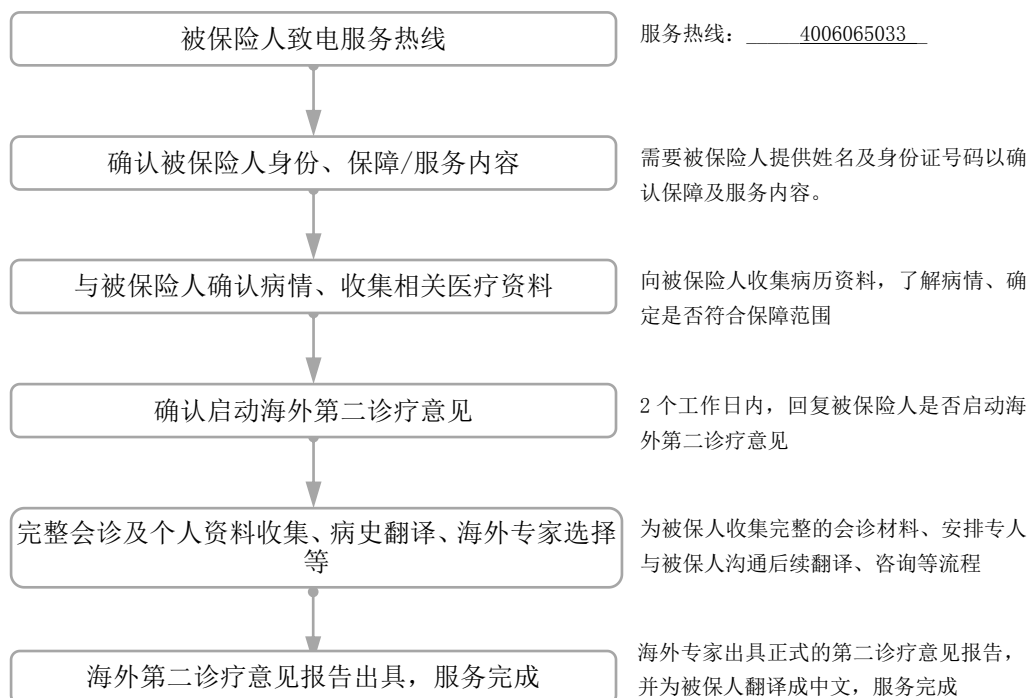 被保险人致电服务热线
服务热线：_____4006065033_
确认被保险人身份、保障/服务内容
需要被保险人提供姓名及身份证号码以确
认保障及服务内容。
与被保险人确认病情、收集相关医疗资料
向被保险人收集病历资料，了解病情、确
定是否符合保障范围
确认启动海外第二诊疗意见
2个工作日内，回复被保险人是否启动海
外第二诊疗意见
完整会诊及个人资料收集、病史翻译、海外专家选择
等
为被保人收集完整的会诊材料、安排专人
与被保人沟通后续翻译、咨询等流程
海外第二诊疗意见报告出具，服务完成
海外专家出具正式的第二诊疗意见报告，
并为被保人翻译成中文，服务完成